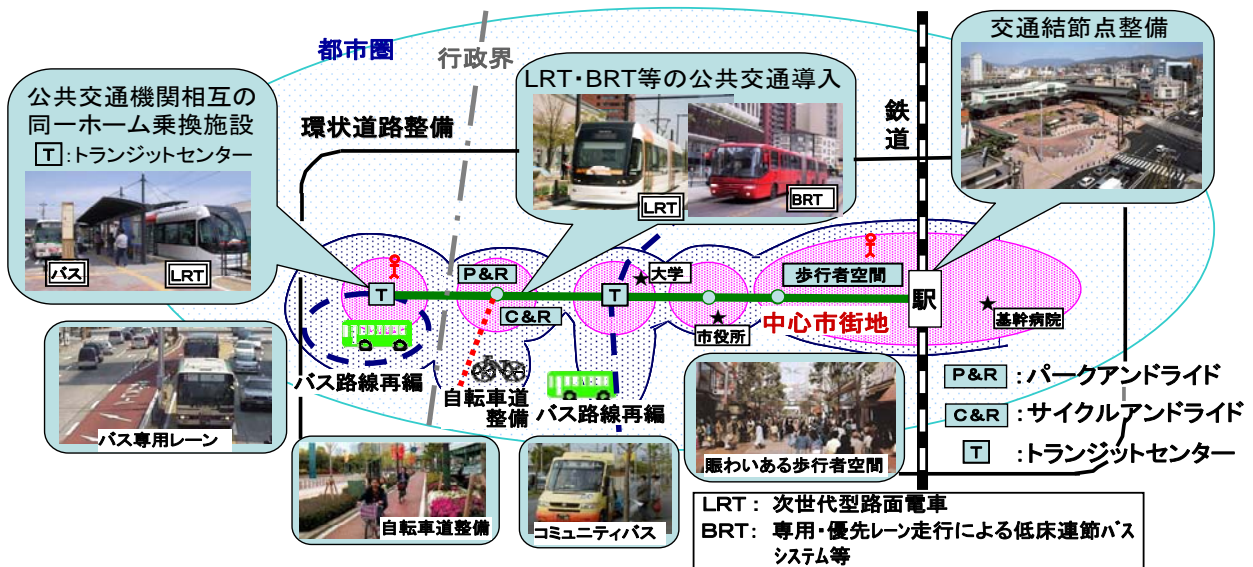 都市圏
行政界
交通結節点整備
LRT・BRT等の公共交通導入
LRT
BRT
公共交通機関相互の
同一ホーム乗換施設
T:トランジットセンター
バス
LRT
環状道路整備
鉄道
P&R
C&R
T
T
大学
市役所
歩行者空間
中心市街地
駅
基幹病院
バス路線再編
自転車道
整備
バス路線再編
バス専用レーン
自転車道整備
コミュニティバス
賑わいある歩行者空間
P&R:パークアンドライド
C&R:サイクルアンドライド
T:トランジットセンター
LRT: 次世代型路面電車
BRT: 専用・優先レーン走行による低床連節バス
システム等